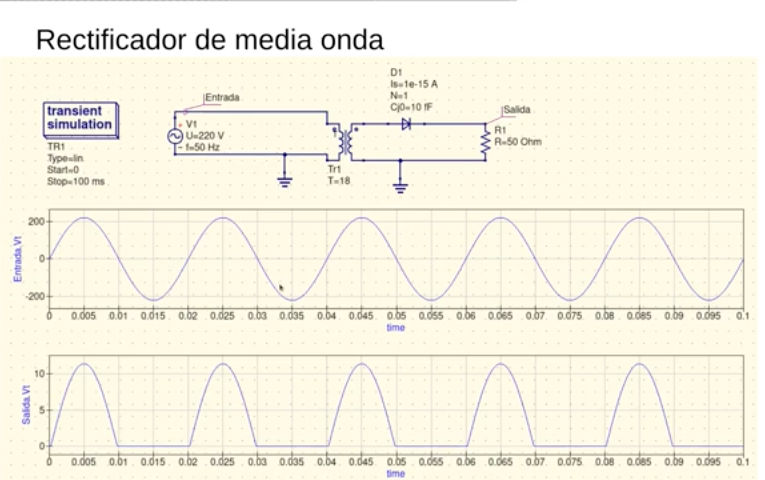 Rectificador de media onda
transient
simulation
TR1
Type=lin
Start=0
Stop=100 ms
Entrada
V1
U=220 V
f=50 Hz
Tr1
T=18
D1
Is=1e-15 A
N=1
Cj0=10 fF
Salida
R1
R=50 Ohm
Entrada.Vt
200
0
-200
0 0.005 0.01 0.015 0.02 0.025 0.03 0.035 0.04 0.045 0.05 0.055 0.06 0.065 0.07 0.075 0.08 0.085 0.09 0.095 0.1
time
Salida.Vt
10
5
0
0 0.005 0.01 0.015 0.02 0.025 0.03 0.035 0.04 0.045 0.05 0.055 0.06 0.065 0.07 0.075 0.08 0.085 0.09 0.095 0.1
time